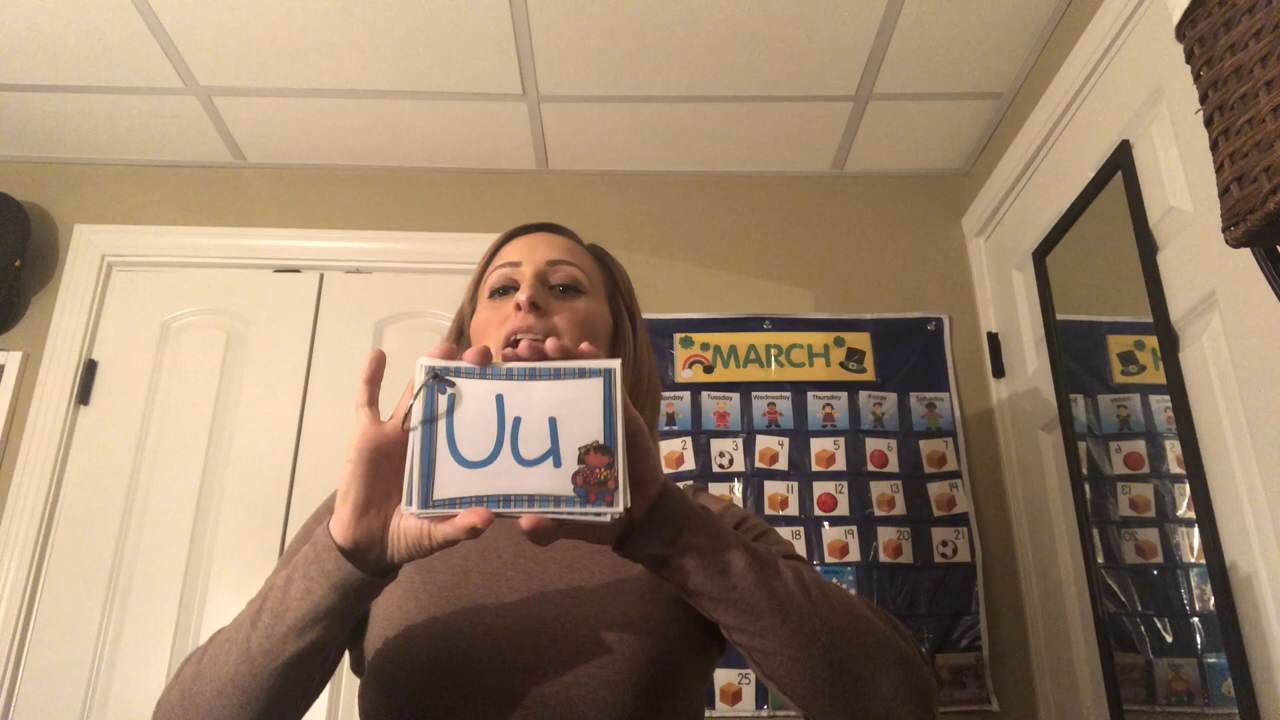 Uu
MARCH
Tuesday Wednesday Thursday Friday Saturday
2 3 4 5 6 7
11 12 13 14
18 19 20 21
25